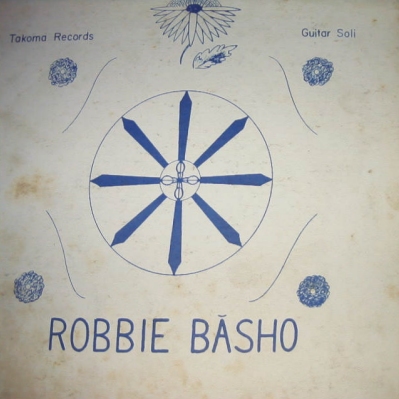 Takoma Records
Guitar Soli
ROBBIE BĂSHO